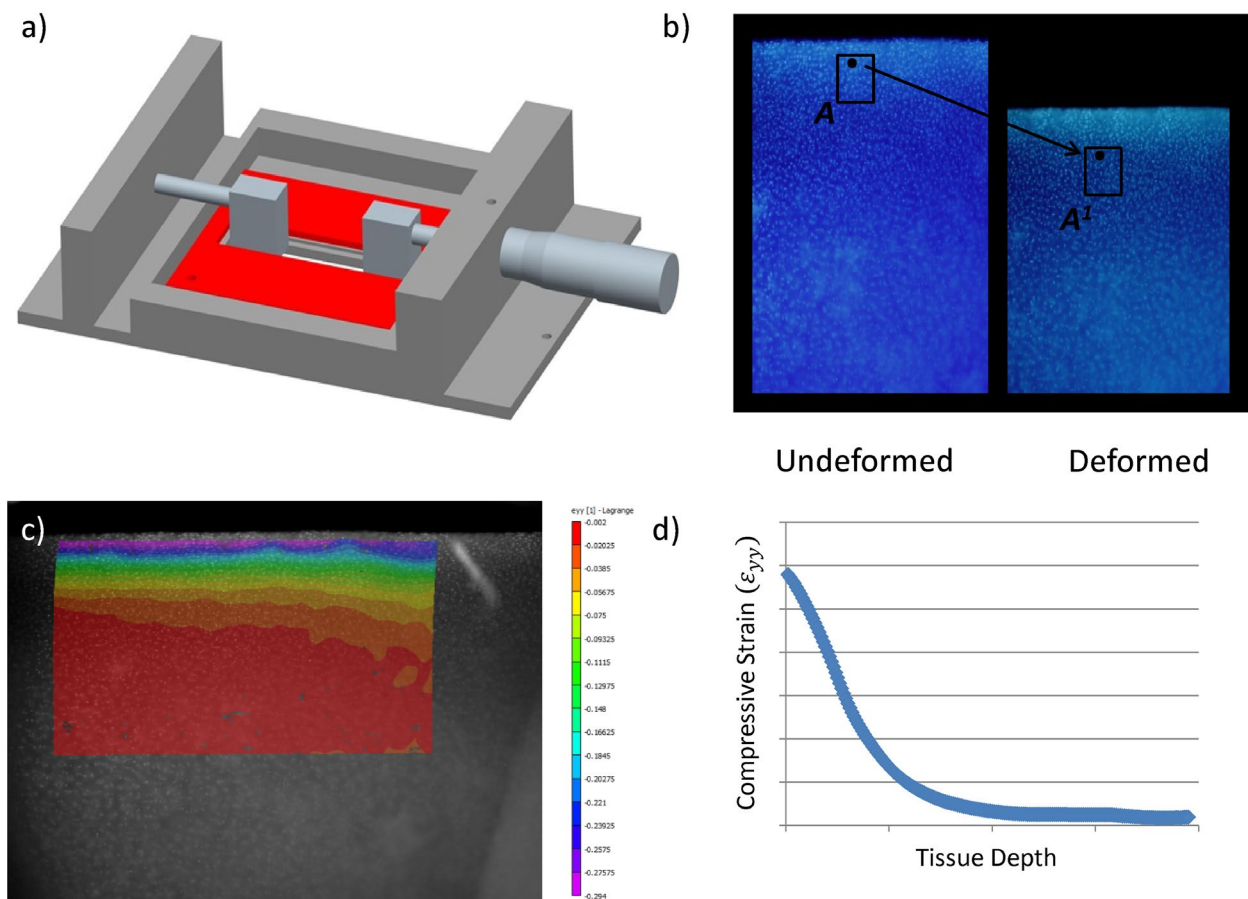 a)
b)
A
A¹
Undeformed
Deformed
c)
eyy [1] - Lagrange
-0.002
-0.02025
-0.0385
-0.05675
-0.075
-0.09325
-0.1115
-0.12975
-0.148
-0.16625
-0.1845
-0.20275
-0.221
-0.23925
-0.2575
-0.27575
-0.294
d)
Compressive Strain (εyy)
Tissue Depth